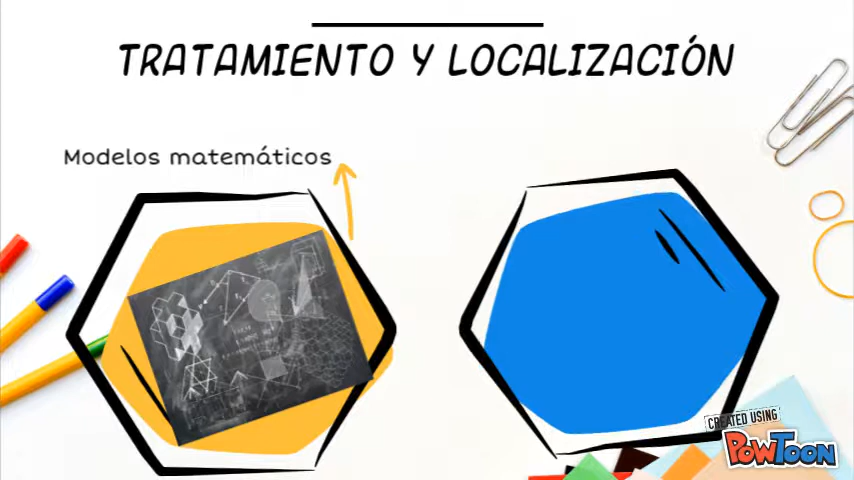 TRATAMIENTO Y LOCALIZACIÓN
Modelos matemáticos
CREATED USING
POWTOON